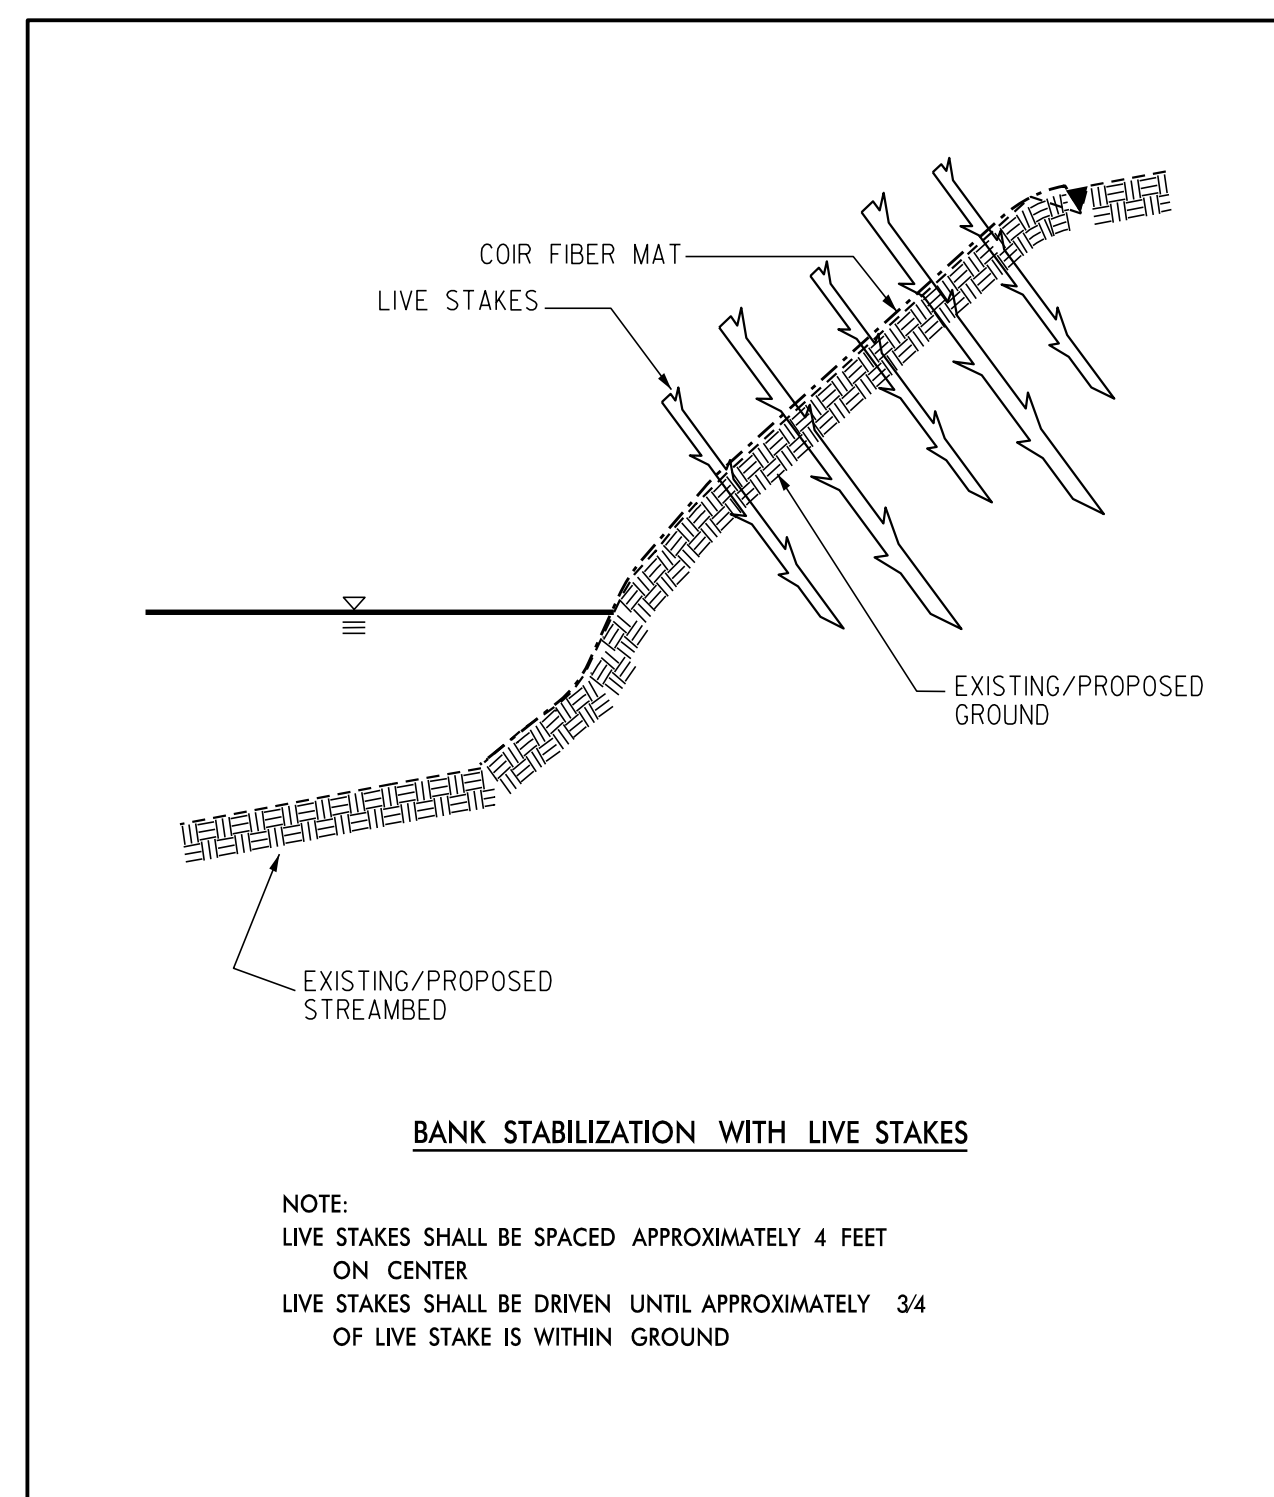 COIR FIBER MAT
LIVE STAKES
EXISTING/PROPOSED
GROUND
EXISTING/PROPOSED
STREAMBED
BANK STABILIZATION WITH LIVE STAKES
NOTE:
LIVE STAKES SHALL BE SPACED APPROXIMATELY 4 FEET
ON CENTER
LIVE STAKES SHALL BE DRIVEN UNTIL APPROXIMATELY 3/4
OF LIVE STAKE IS WITHIN GROUND